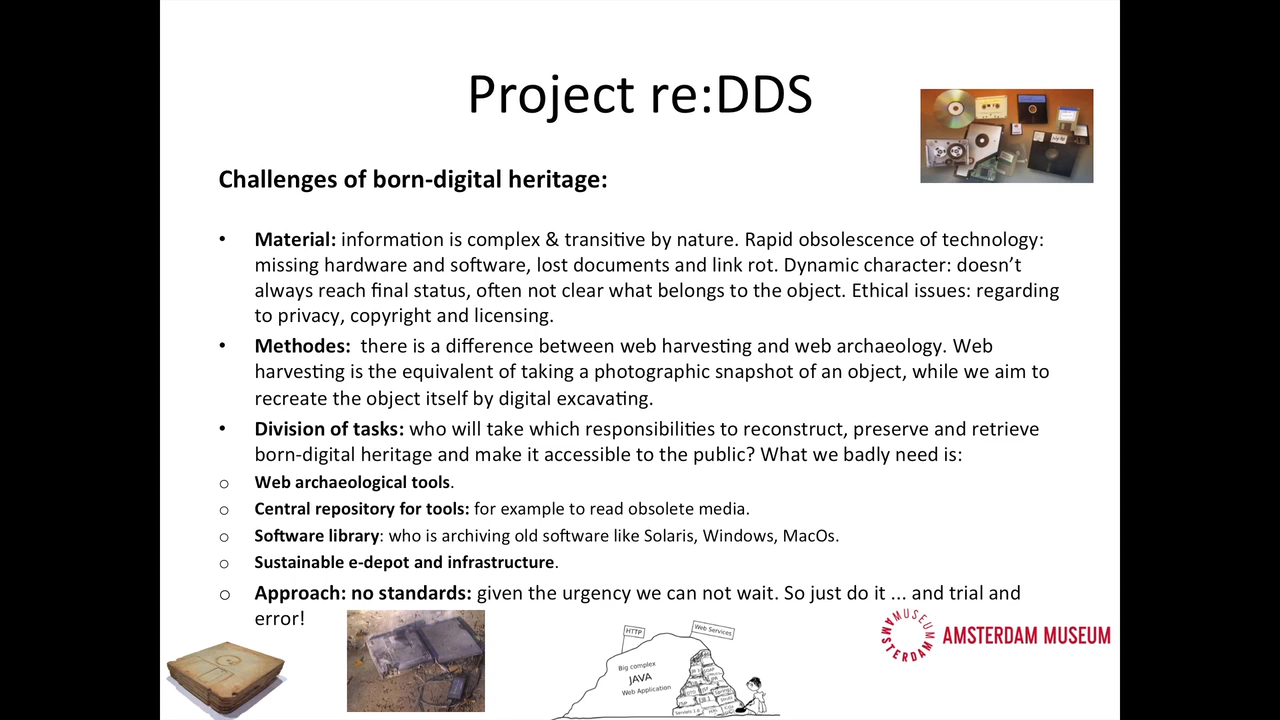 Project re:DDS
Challenges of born-digital heritage:
• Material: information is complex & transitive by nature. Rapid obsolescence of technology:
missing hardware and software, lost documents and link rot. Dynamic character: doesn’t
always reach final status, often not clear what belongs to the object. Ethical issues: regarding
to privacy, copyright and licensing.
• Methodes: there is a difference between web harvesting and web archaeology. Web
harvesting is the equivalent of taking a photographic snapshot of an object, while we aim to
recreate the object itself by digital excavating.
• Division of tasks: who will take which responsibilities to reconstruct, preserve and retrieve
born-digital heritage and make it accessible to the public? What we badly need is:
o Web archaeological tools.
o Central repository for tools: for example to read obsolete media.
o Software library: who is archiving old software like Solaris, Windows, MacOs.
o Sustainable e-depot and infrastructure.
o Approach: no standards: given the urgency we can not wait. So just do it ... and trial and
error!
HTTP
Web Services
Big complex
JAVA
Web Application
AMSTERDAM MUSEUM
AMSTERDAM MUSEUM